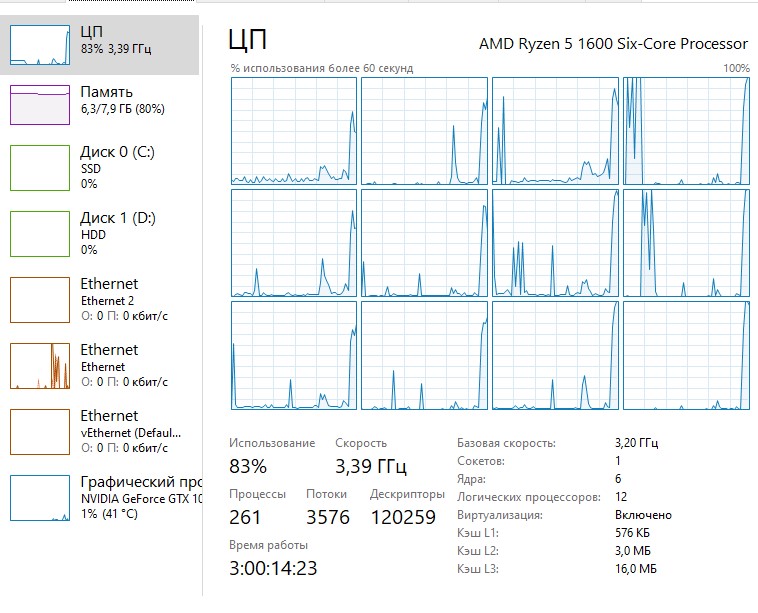 ЦП
83% 3,39 ГГц
Память
6,3/7,9 ГБ (80%)
Диск 0 (C:)
SSD
0%
Диск 1 (D:)
HDD
0%
Ethernet
Ethernet 2
О: 0 П: 0 кбит/с
Ethernet
Ethernet
О: 0 П: 0 кбит/с
Ethernet
vEthernet (Defaul...
О: 0 П: 0 кбит/с
Графический про
NVIDIA GeForce GTX 10
1% (41 °C)
ЦП
AMD Ryzen 5 1600 Six-Core Processor
% использования более 60 секунд
100%
Использование Скорость
83% 3,39 ГГц
Процессы Потоки Дескрипторы
261 3576 120259
Время работы
3:00:14:23
Базовая скорость: 3,20 ГГц
Сокетов: 1
Ядра: 6
Логических процессоров: 12
Виртуализация: Включено
Кэш L1: 576 КБ
Кэш L2: 3,0 МБ
Кэш L3: 16,0 МБ